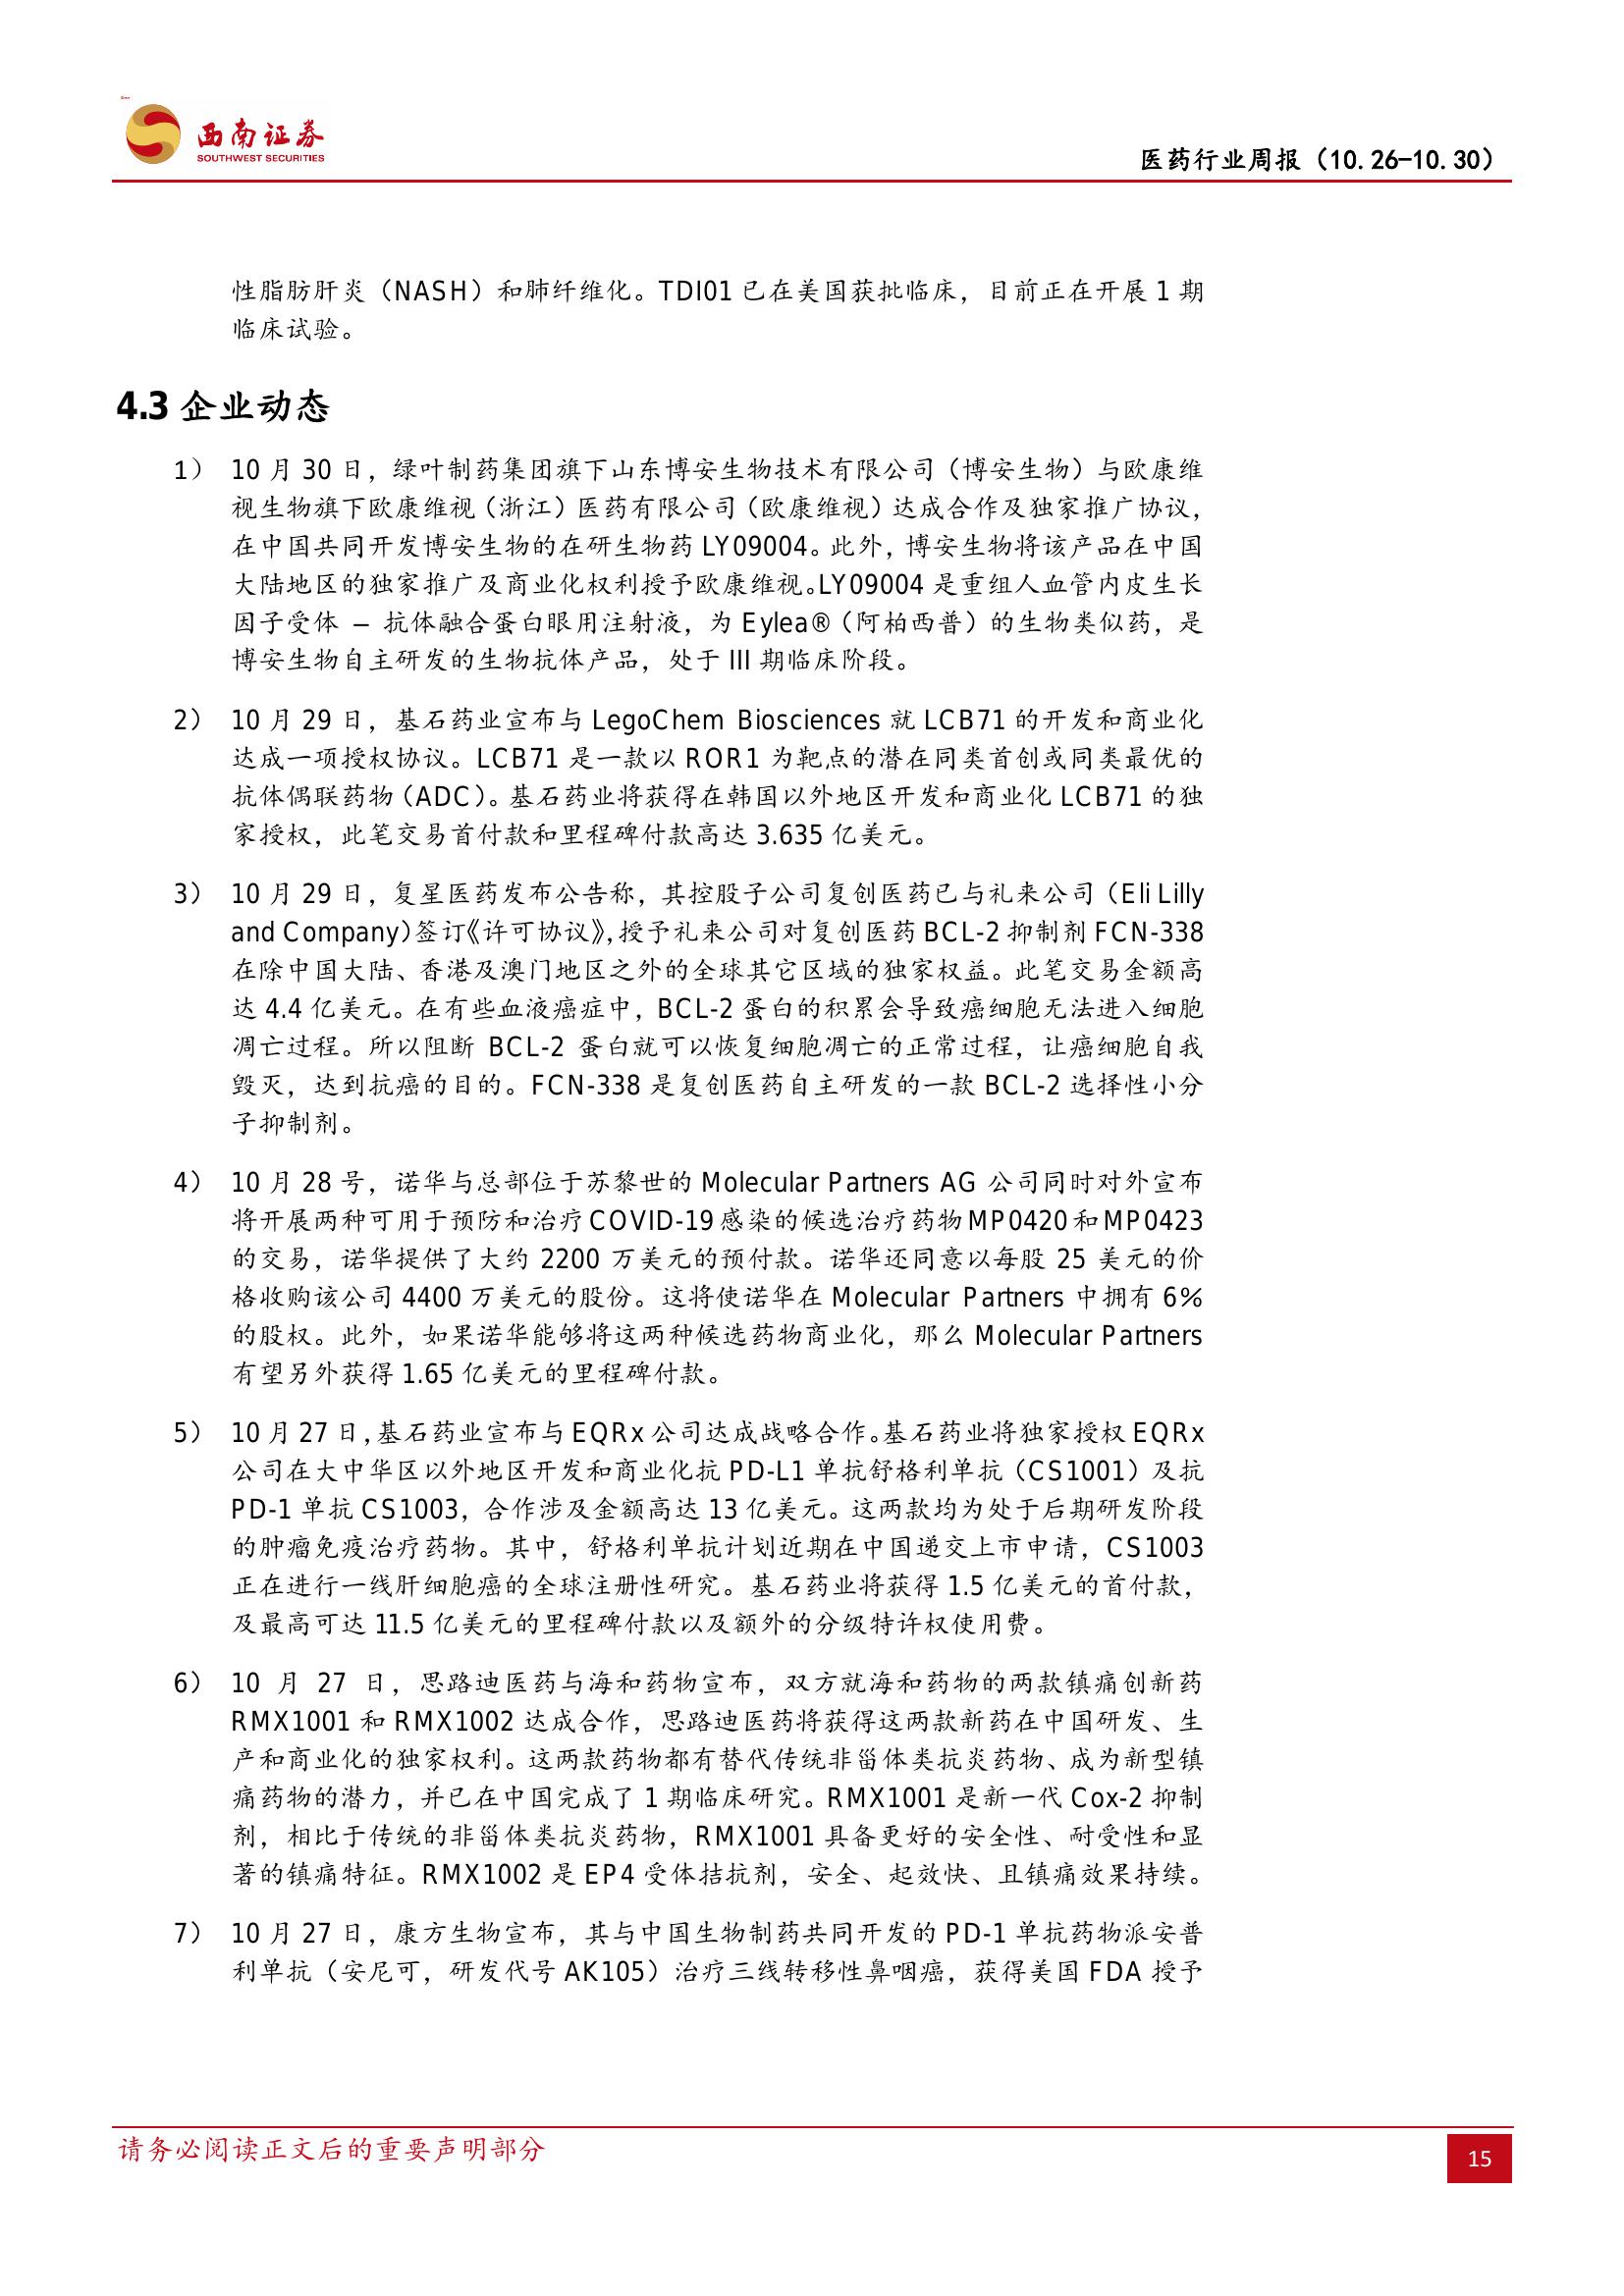 西南证券
SOUTHWEST SECURITIES
医药行业周报（10.26-10.30）
性脂肪肝炎（NASH）和肺纤维化。TDI01 已在美国获批临床，目前正在开展 1 期
临床试验。
4.3 企业动态
1） 10 月 30 日，绿叶制药集团旗下山东博安生物技术有限公司（博安生物）与欧康维
视生物旗下欧康维视（浙江）医药有限公司（欧康维视）达成合作及独家推广协议，
在中国共同开发博安生物的在研生物药 LY09004。此外，博安生物将该产品在中国
大陆地区的独家推广及商业化权利授予欧康维视。LY09004 是重组人血管内皮生长
因子受体 – 抗体融合蛋白眼用注射液，为 Eylea®（阿柏西普）的生物类似药，是
博安生物自主研发的生物抗体产品，处于 III 期临床阶段。
2） 10 月 29 日，基石药业宣布与 LegoChem Biosciences 就 LCB71 的开发和商业化
达成一项授权协议。LCB71 是一款以 ROR1 为靶点的潜在同类首创或同类最优的
抗体偶联药物（ADC）。基石药业将获得在韩国以外地区开发和商业化 LCB71 的独
家授权，此笔交易首付款和里程碑付款高达 3.635 亿美元。
3） 10 月 29 日，复星医药发布公告称，其控股子公司复创医药已与礼来公司（Eli Lilly
and Company）签订《许可协议》，授予礼来公司对复创医药 BCL-2 抑制剂 FCN-338
在除中国大陆、香港及澳门地区之外的全球其它区域的独家权益。此笔交易金额高
达 4.4 亿美元。在有些血液癌症中，BCL-2 蛋白的积累会导致癌细胞无法进入细胞
凋亡过程。所以阻断 BCL-2 蛋白就可以恢复细胞凋亡的正常过程，让癌细胞自我
毁灭，达到抗癌的目的。FCN-338 是复创医药自主研发的一款 BCL-2 选择性小分
子抑制剂。
4） 10 月 28 号，诺华与总部位于苏黎世的 Molecular Partners AG 公司同时对外宣布
将开展两种可用于预防和治疗 COVID-19 感染的候选治疗药物 MP0420 和 MP0423
的交易，诺华提供了大约 2200 万美元的预付款。诺华还同意以每股 25 美元的价
格收购该公司 4400 万美元的股份。这将使诺华在 Molecular Partners 中拥有 6%
的股权。此外，如果诺华能够将这两种候选药物商业化，那么 Molecular Partners
有望另外获得 1.65 亿美元的里程碑付款。
5） 10 月 27 日，基石药业宣布与 EQRx 公司达成战略合作。基石药业将独家授权 EQRx
公司在大中华区以外地区开发和商业化抗 PD-L1 单抗舒格利单抗（CS1001）及抗
PD-1 单抗 CS1003，合作涉及金额高达 13 亿美元。这两款均为处于后期研发阶段
的肿瘤免疫治疗药物。其中，舒格利单抗计划近期在中国递交上市申请，CS1003
正在进行一线肝细胞癌的全球注册性研究。基石药业将获得 1.5 亿美元的首付款，
及最高可达 11.5 亿美元的里程碑付款以及额外的分级特许权使用费。
6） 10 月 27 日，思路迪医药与海和药物宣布，双方就海和药物的两款镇痛创新药
RMX1001 和 RMX1002 达成合作，思路迪医药将获得这两款新药在中国研发、生
产和商业化的独家权利。这两款药物都有替代传统非甾体类抗炎药物、成为新型镇
痛药物的潜力，并已在中国完成了 1 期临床研究。RMX1001 是新一代 Cox-2 抑制
剂，相比于传统的非甾体类抗炎药物，RMX1001 具备更好的安全性、耐受性和显
著的镇痛特征。RMX1002 是 EP4 受体拮抗剂，安全、起效快、且镇痛效果持续。
7） 10 月 27 日，康方生物宣布，其与中国生物制药共同开发的 PD-1 单抗药物派安普
利单抗（安尼可，研发代号 AK105）治疗三线转移性鼻咽癌，获得美国 FDA 授予
请务必阅读正文后的重要声明部分
15